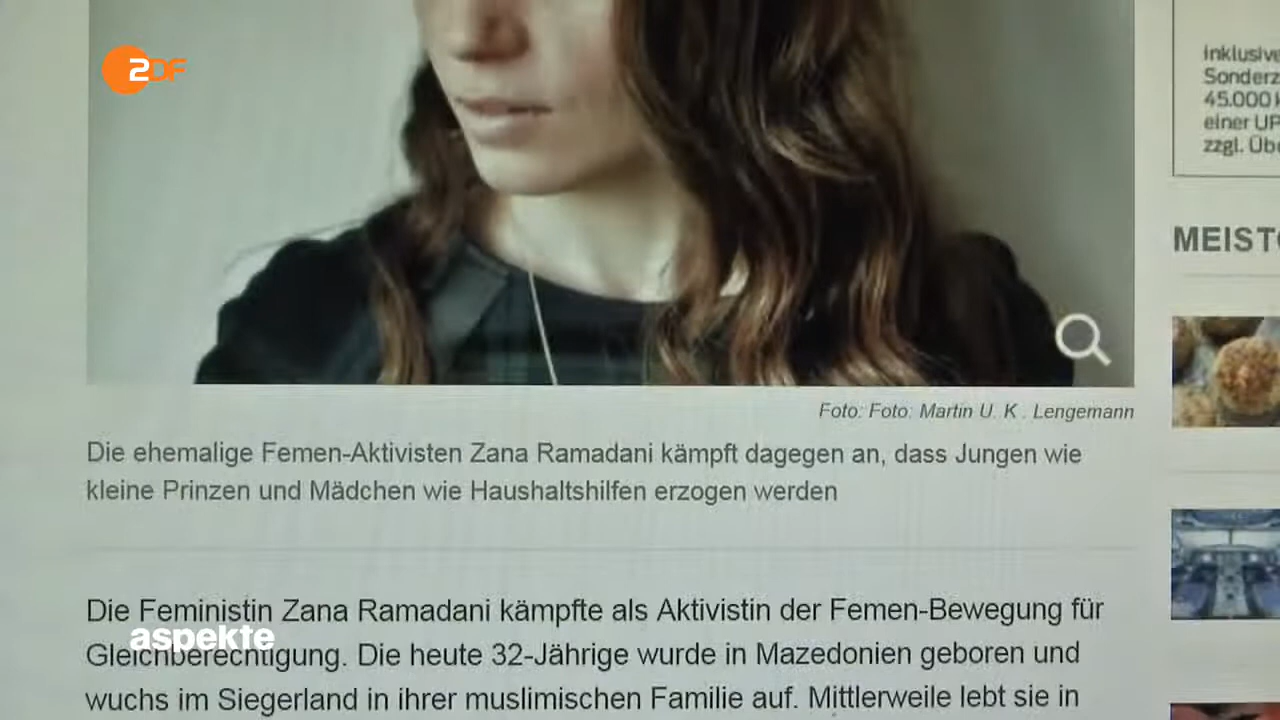 ZDF
inklusive
Sonderz
45.000 k
einer UP
zzgl. Übe
MEISTG
Foto: Foto: Martin U. K . Lengemann
Die ehemalige Femen-Aktivisten Zana Ramadani kämpft dagegen an, dass Jungen wie
kleine Prinzen und Mädchen wie Haushaltshilfen erzogen werden
Die Feministin Zana Ramadani kämpfte als Aktivistin der Femen-Bewegung für
aspekte
Gleichberechtigung. Die heute 32-Jährige wurde in Mazedonien geboren und
wuchs im Siegerland in ihrer muslimischen Familie auf. Mittlerweile lebt sie in